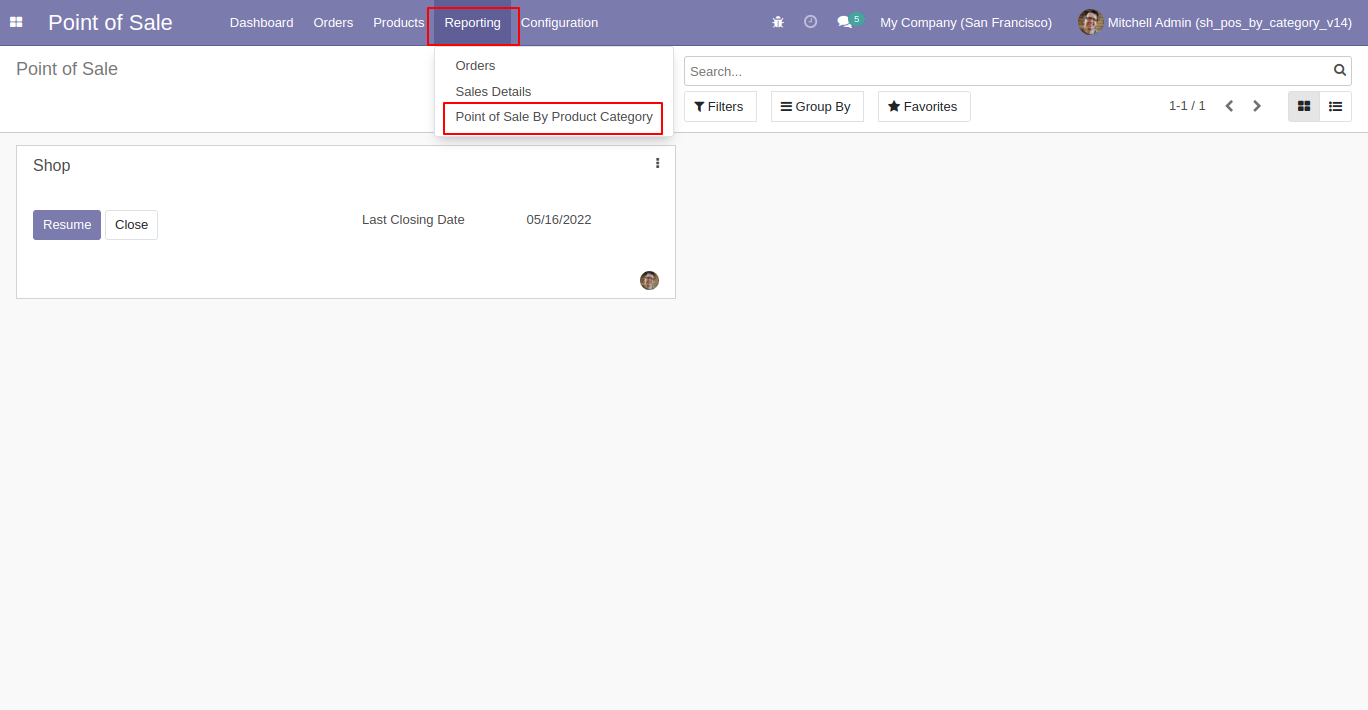 Point of Sale Dashboard Orders Products Reporting Configuration 5 My Company (San Francisco) Mitchell Admin (sh_pos_by_category_v14)
Point of Sale
Search...
Filters Group By Favorites 1-1 / 1
Orders
Sales Details
Point of Sale By Product Category
Shop
Resume Close Last Closing Date 05/16/2022